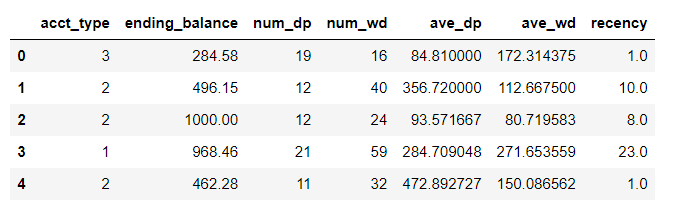 acct_type ending_balance num_dp num_wd ave_dp ave_wd recency
0 3 284.58 19 16 84.810000 172.314375 1.0
1 2 496.15 12 40 356.720000 112.667500 10.0
2 2 1000.00 12 24 93.571667 80.719583 8.0
3 1 968.46 21 59 284.709048 271.653559 23.0
4 2 462.28 11 32 472.892727 150.086562 1.0